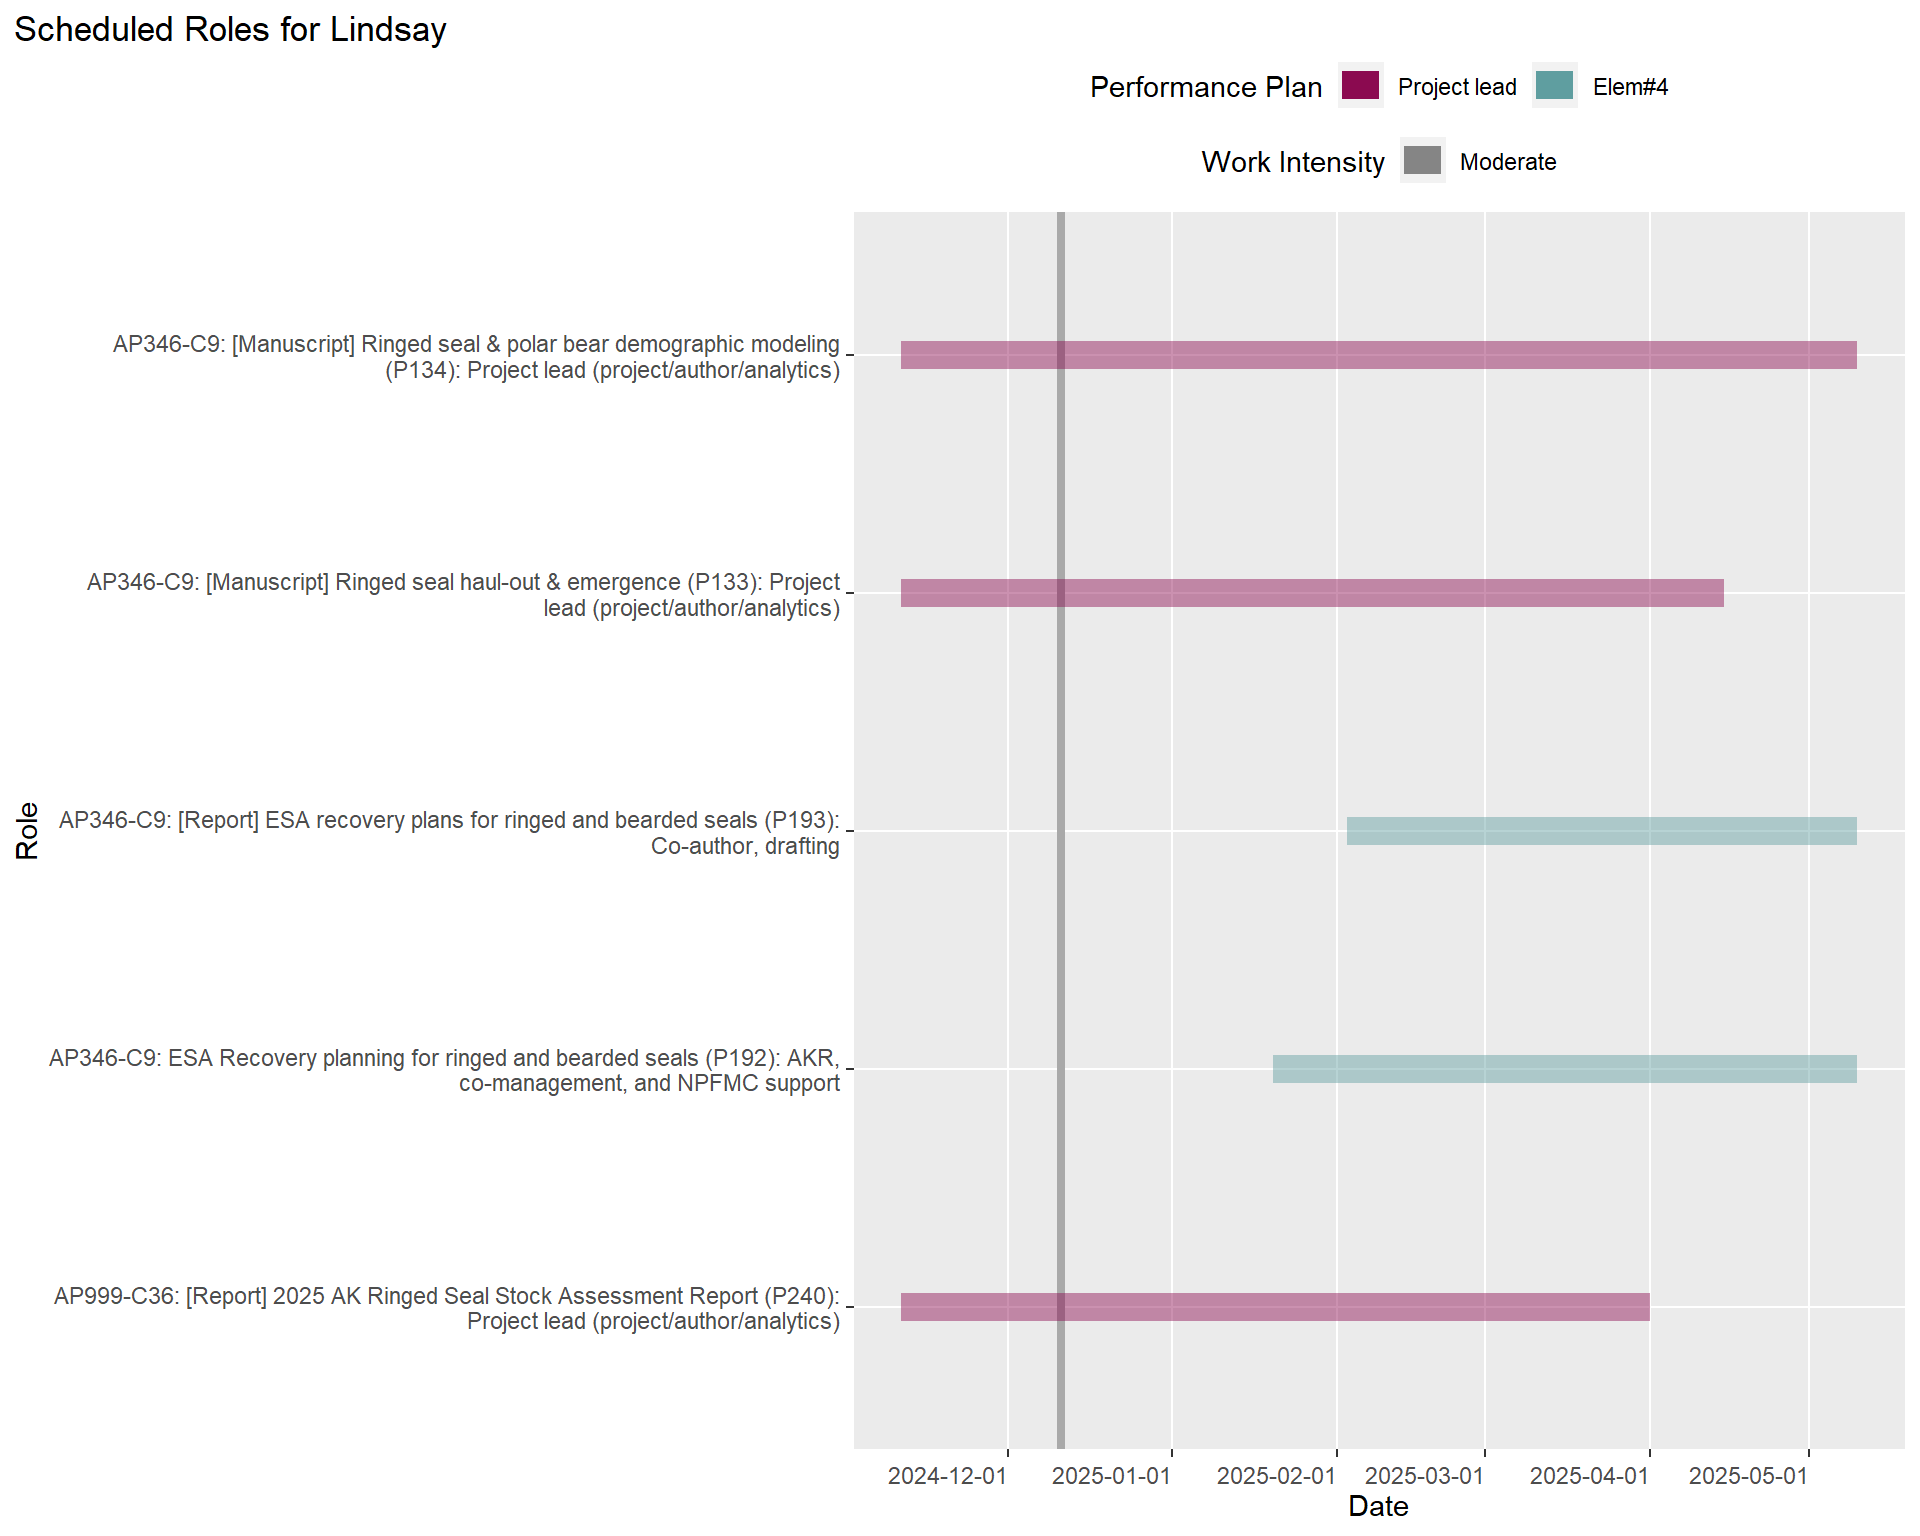 Scheduled Roles for Lindsay
Performance Plan Project lead Elem#4
Work Intensity Moderate
AP346-C9: [Manuscript] Ringed seal & polar bear demographic modeling
(P134): Project lead (project/author/analytics)
AP346-C9: [Manuscript] Ringed seal haul-out & emergence (P133): Project
lead (project/author/analytics)
Role
AP346-C9: [Report] ESA recovery plans for ringed and bearded seals (P193):
Co-author, drafting
AP346-C9: ESA Recovery planning for ringed and bearded seals (P192): AKR,
co-management, and NPFMC support
AP999-C36: [Report] 2025 AK Ringed Seal Stock Assessment Report (P240):
Project lead (project/author/analytics)
2024-12-01 2025-01-01 2025-02-01 2025-03-01 2025-04-01 2025-05-01
Date